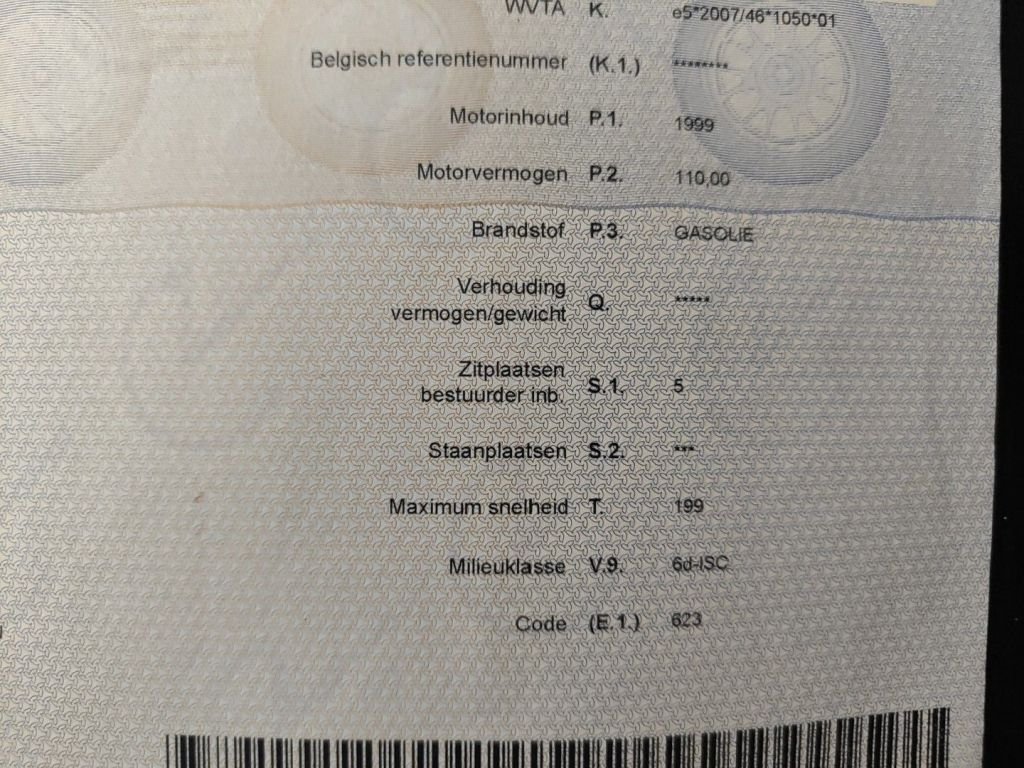 WVTA K. e5*2007/46*1050*01
Belgisch referentienummer (K.1.) ********
Motorinhoud P.1. 1999
Motorvermogen P.2. 110,00
Brandstof P.3. GASOLIE
Verhouding
vermogen/gewicht Q. *****
Zitplaatsen
bestuurder inb. S.1. 5
Staanplaatsen S.2. ***
Maximum snelheid T. 199
Milieuklasse V.9. 6d-ISC
Code (E.1.) 623